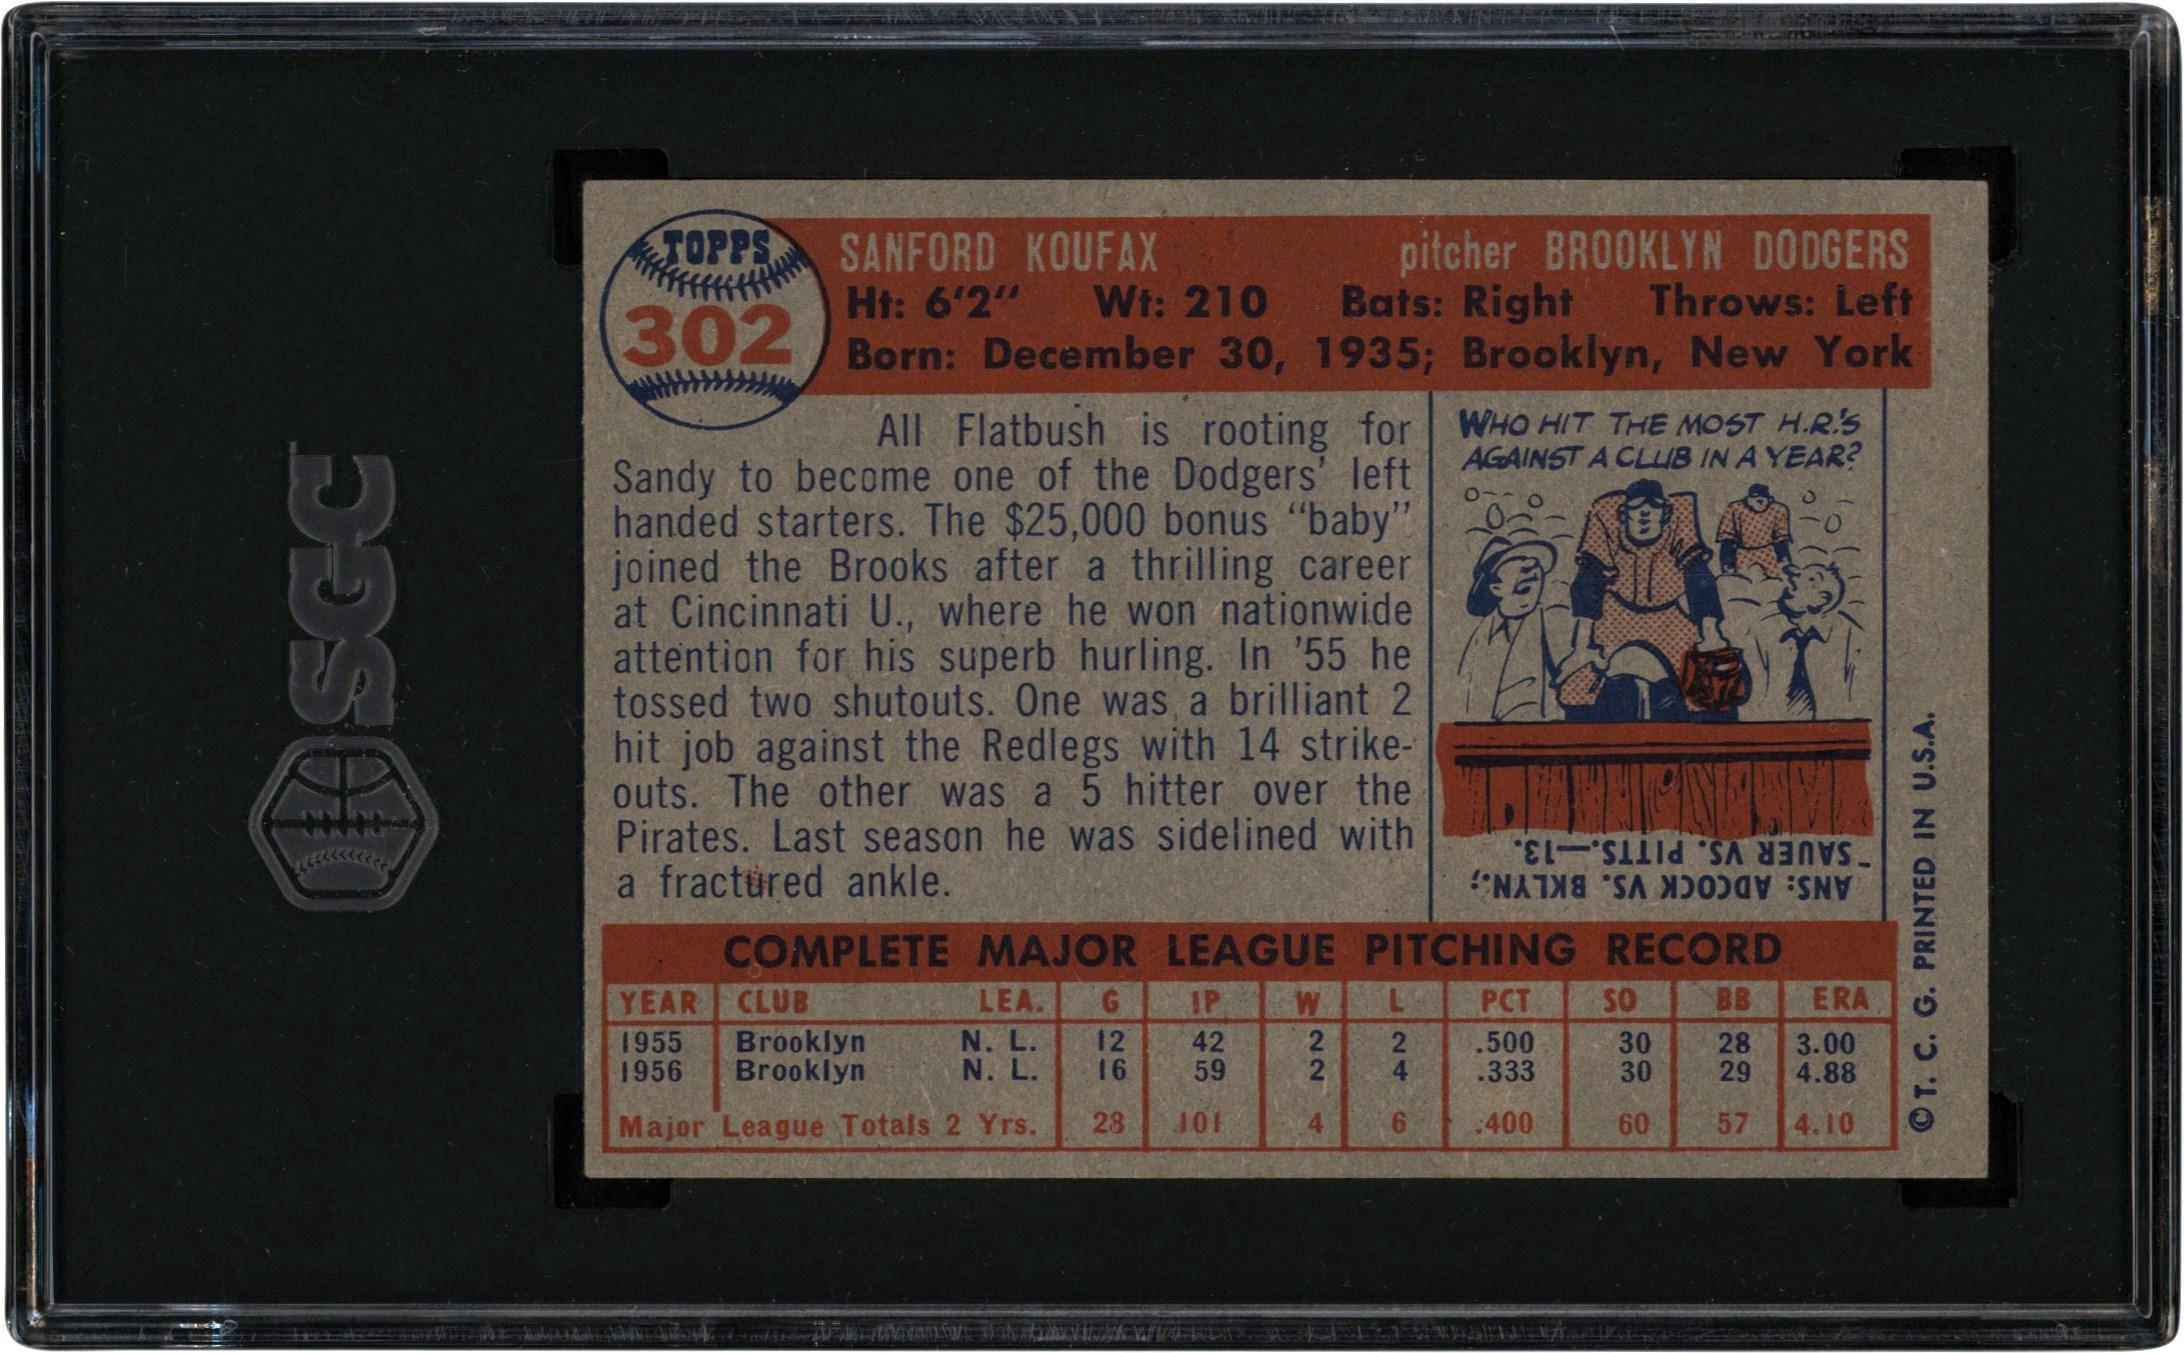 SGC
TOPPS
302
SANFORD KOUFAX pitcher BROOKLYN DODGERS
Ht: 6'2" Wt: 210 Bats: Right Throws: Left
Born: December 30, 1935; Brooklyn, New York
All Flatbush is rooting for
Sandy to become one of the Dodgers' left
handed starters. The $25,000 bonus "baby"
joined the Brooks after a thrilling career
at Cincinnati U., where he won nationwide
attention for his superb hurling. In '55 he
tossed two shutouts. One was a brilliant 2
hit job against the Redlegs with 14 strike-
outs. The other was a 5 hitter over the
Pirates. Last season he was sidelined with
a fractured ankle.
WHO HIT THE MOST H.R.'S
AGAINST A CLUB IN A YEAR?
ANS: ADCOCK VS. BKLYN.;
SAUER VS. PITTS.—13.
COMPLETE MAJOR LEAGUE PITCHING RECORD
YEAR CLUB LEA. G IP W L PCT SO BB ERA
1955 Brooklyn N. L. 12 42 2 2 .500 30 28 3.00
1956 Brooklyn N. L. 16 59 2 4 .333 30 29 4.88
Major League Totals 2 Yrs. 28 101 4 6 .400 60 57 4.10
©T. C. G. PRINTED IN U.S.A.